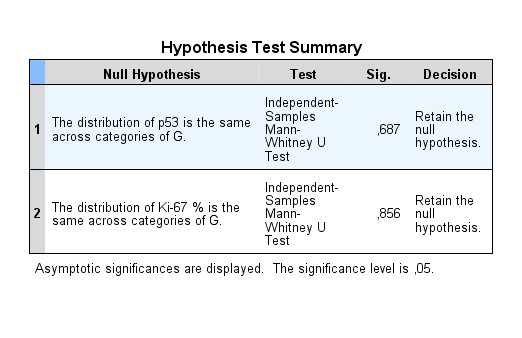 Hypothesis Test Summary
Null Hypothesis Test Sig. Decision
1
The distribution of p53 is the same
across categories of G.
Independent-
Samples
Mann-
Whitney U
Test
,687
Retain the
null
hypothesis.
2
The distribution of Ki-67 % is the
same across categories of G.
Independent-
Samples
Mann-
Whitney U
Test
,856
Retain the
null
hypothesis.
Asymptotic significances are displayed. The significance level is ,05.